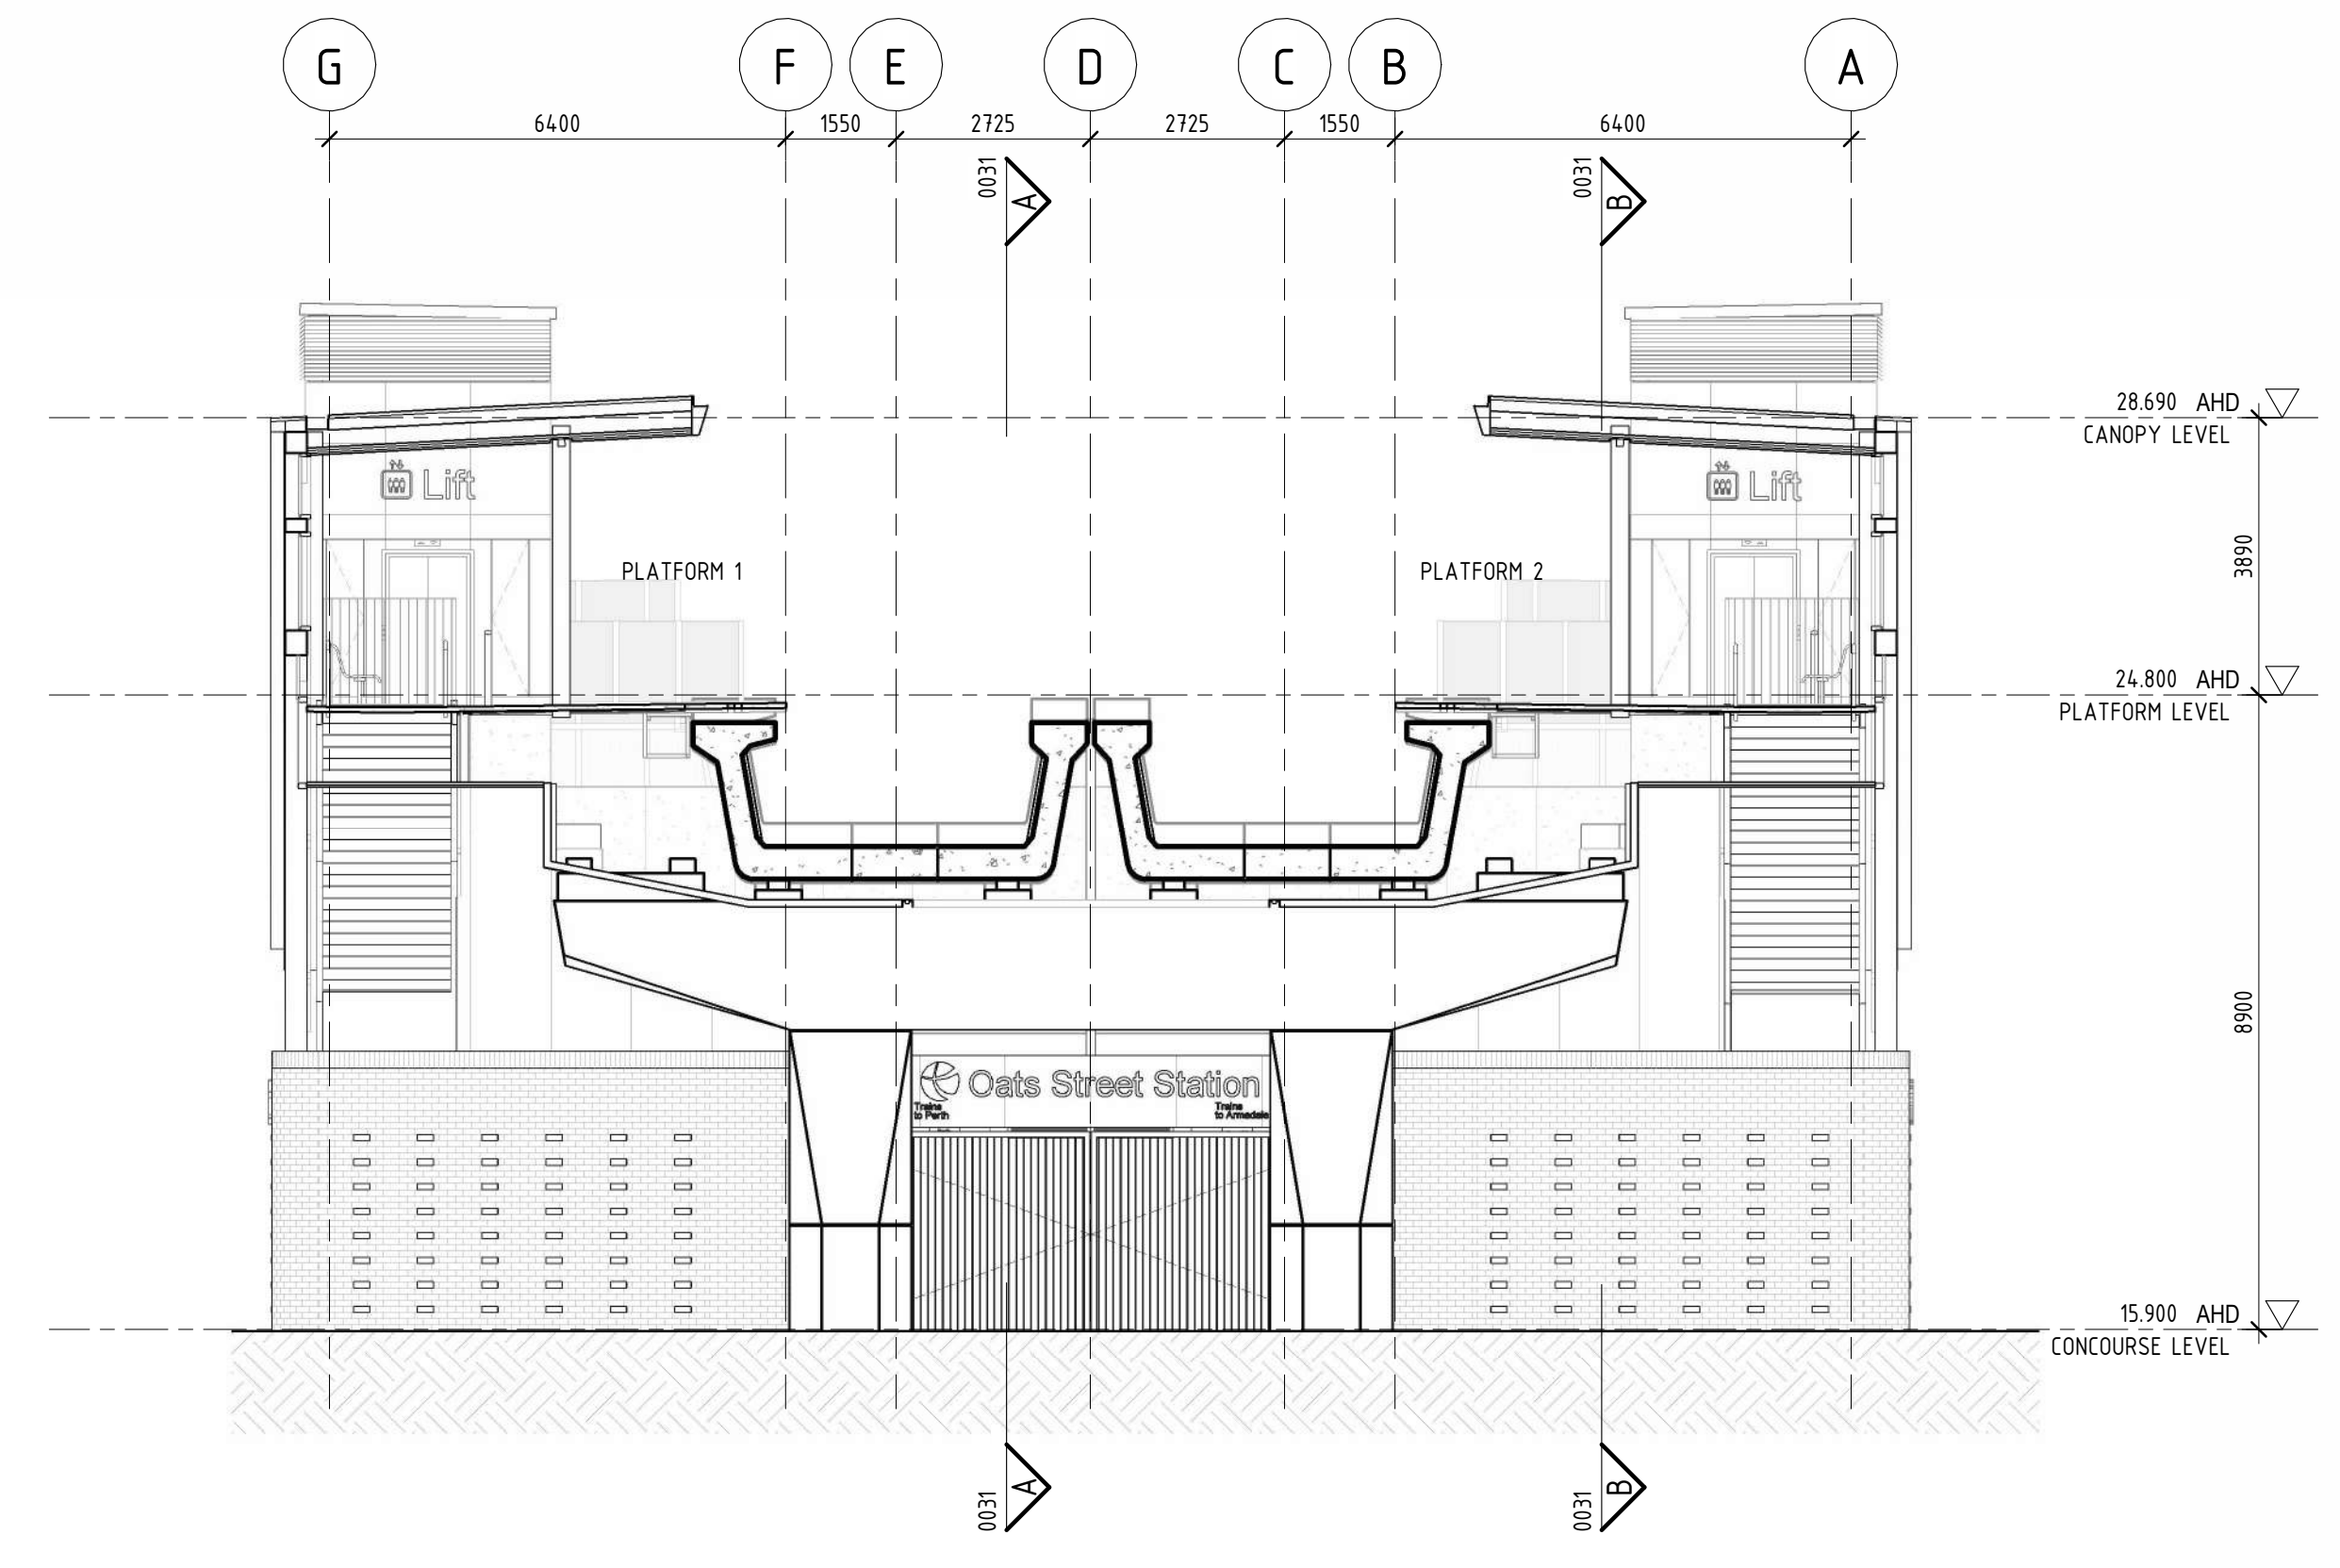 G F E D C B A
6400 1550 2725 2725 1550 6400
0031 A 0031 B
28.690 AHD
CANOPY LEVEL
Lift Lift
3890
PLATFORM 1 PLATFORM 2
24.800 AHD
PLATFORM LEVEL
8900
Oats Street Station
Trains to Perth Trains to Armadale
15.900 AHD
CONCOURSE LEVEL
0031 A 0031 B